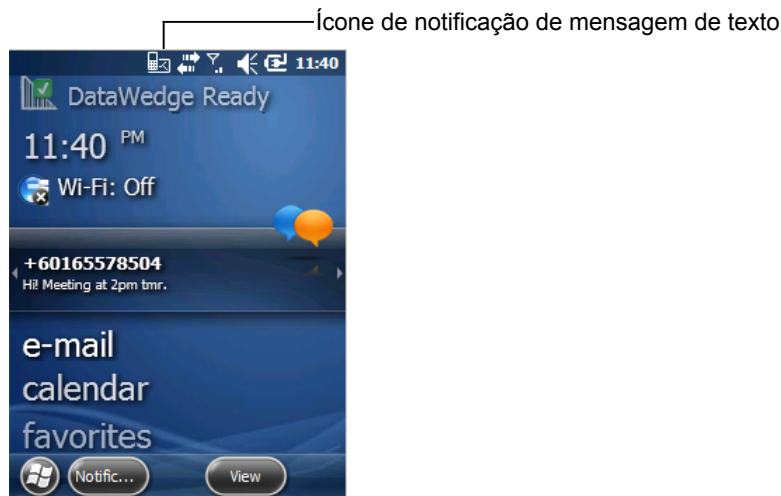 Ícone de notificação de mensagem de texto
11:40
DataWedge Ready
11:40 PM
Wi-Fi: Off
+60165578504
Hi! Meeting at 2pm tmr.
e-mail
calendar
favorites
Notific... View